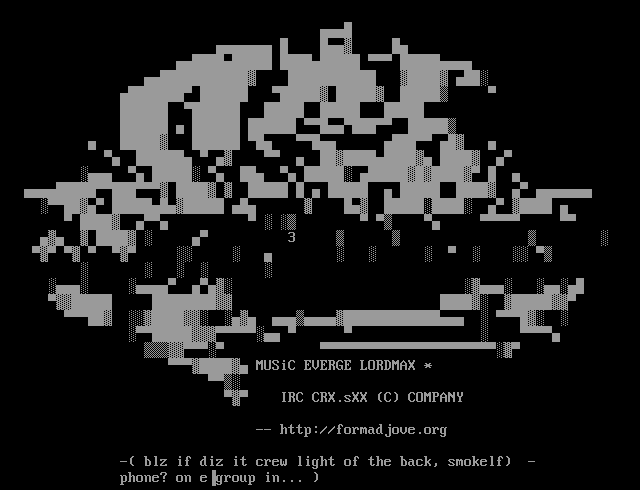 3
MUSiC EVERGE LORDMAX *
IRC CRX.sXX (C) COMPANY
-- http://formadjove.org
-( blz if diz it crew light of the back, smokelf)  -
phone? on e group in... )